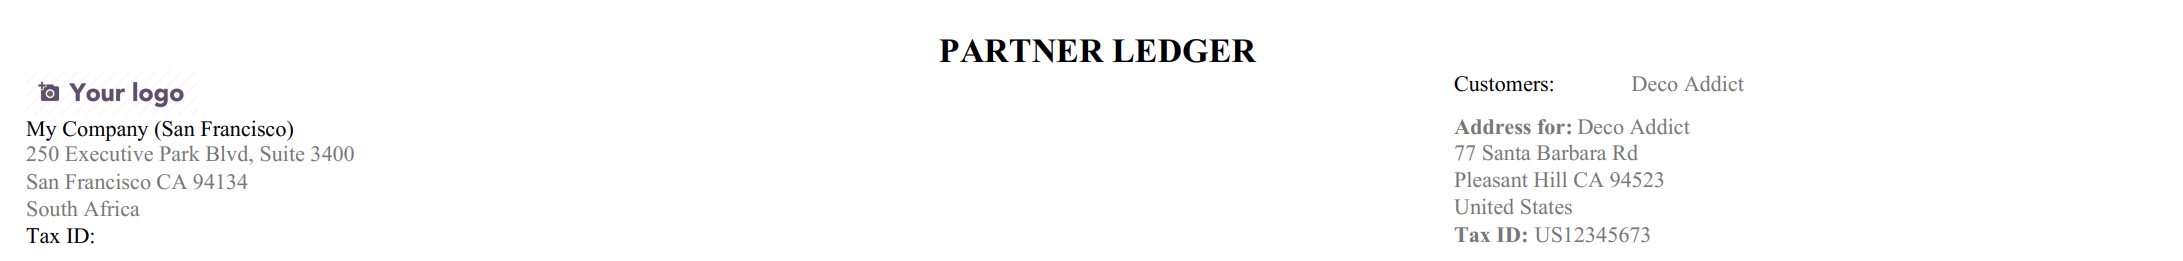 PARTNER LEDGER
Your logo
My Company (San Francisco)
250 Executive Park Blvd, Suite 3400
San Francisco CA 94134
South Africa
Tax ID:
Customers: Deco Addict
Address for: Deco Addict
77 Santa Barbara Rd
Pleasant Hill CA 94523
United States
Tax ID: US12345673